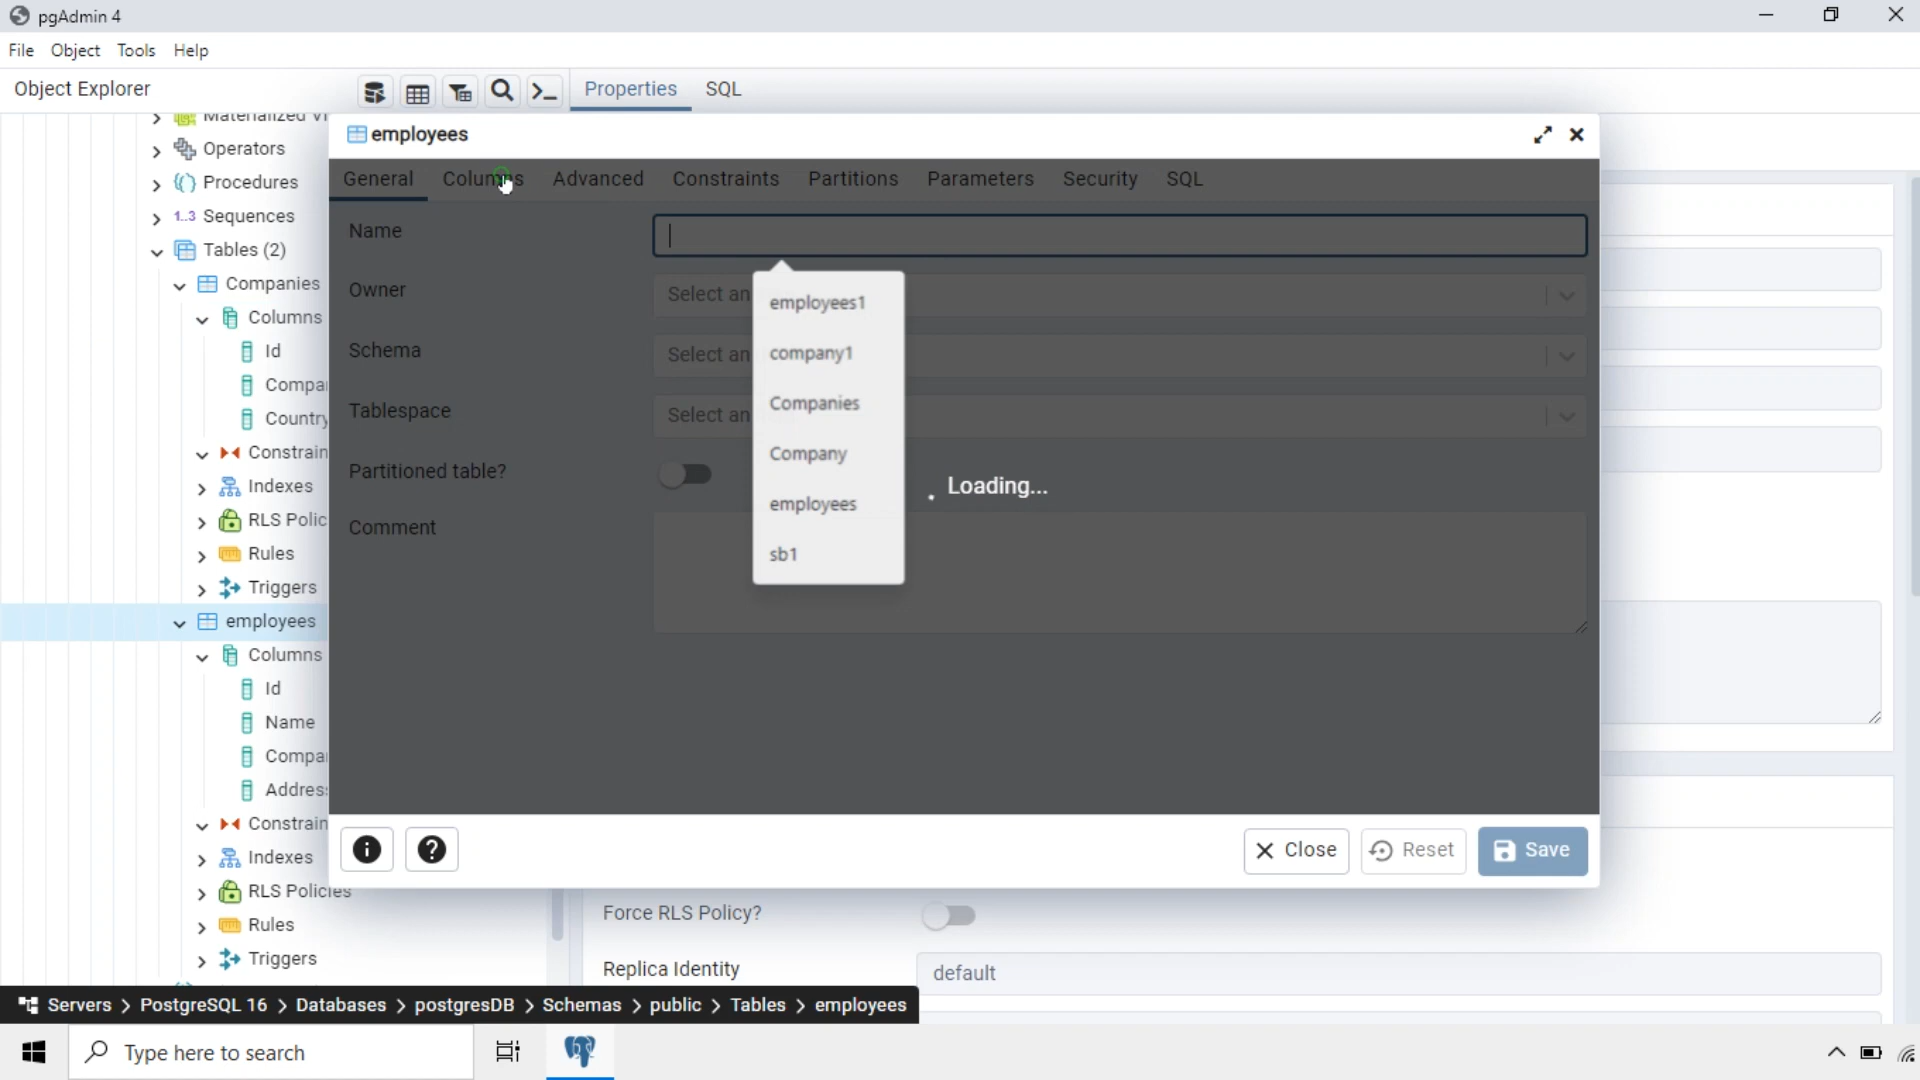 pgAdmin 4
File Object Tools Help
Object Explorer
Properties SQL
Operators
Procedures
1..3 Sequences
Tables (2)
Companies
Columns
Id
Compa
Country
Constrain
Indexes
RLS Polic
Rules
Triggers
employees
Columns
Id
Name
Compa
Addres
Constrain
Indexes
RLS Policies
Rules
Triggers
employees
General Columns Advanced Constraints Partitions Parameters Security SQL
Name
Owner
Select an
Schema
Select an
Tablespace
Select an
Partitioned table?
Comment
employees1
company1
Companies
Company
employees
sb1
Loading...
Close Reset Save
Force RLS Policy?
Replica Identity
default
Servers > PostgreSQL 16 > Databases > postgresDB > Schemas > public > Tables > employees
Type here to search